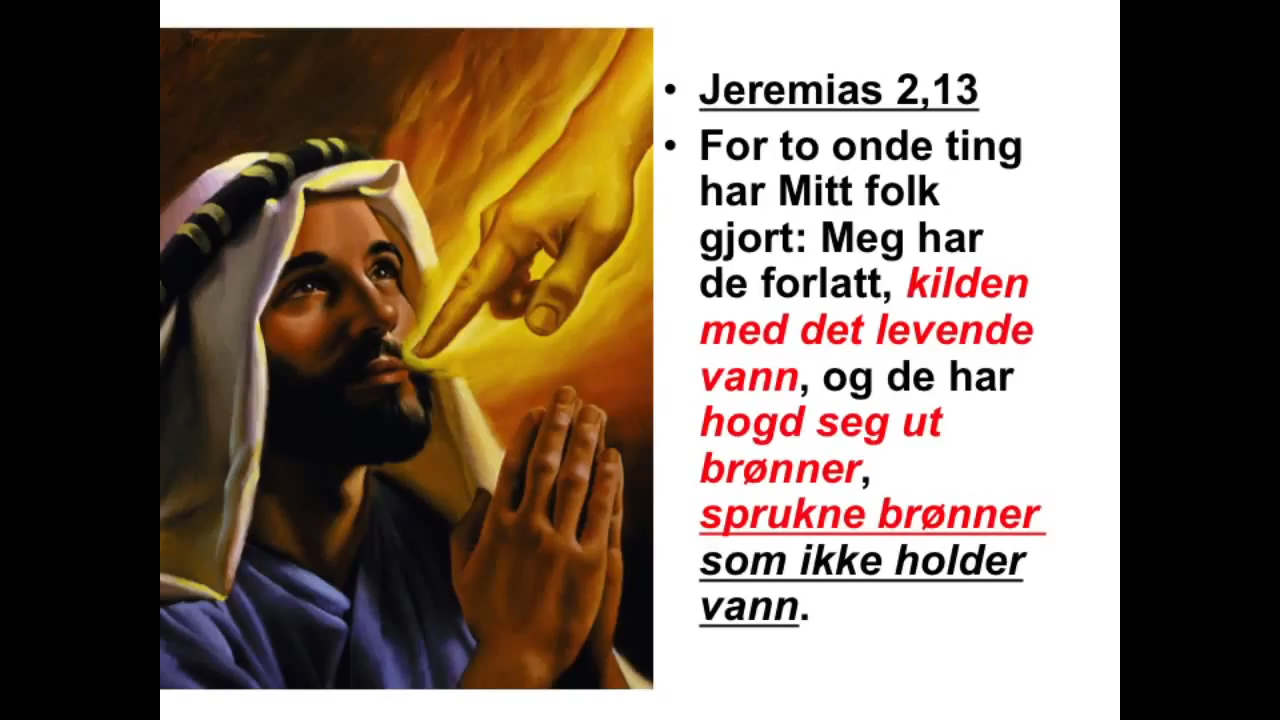 • Jeremias 2,13
• For to onde ting
har Mitt folk
gjort: Meg har
de forlatt, kilden
med det levende
vann, og de har
hogd seg ut
brønner,
sprukne brønner
som ikke holder
vann.